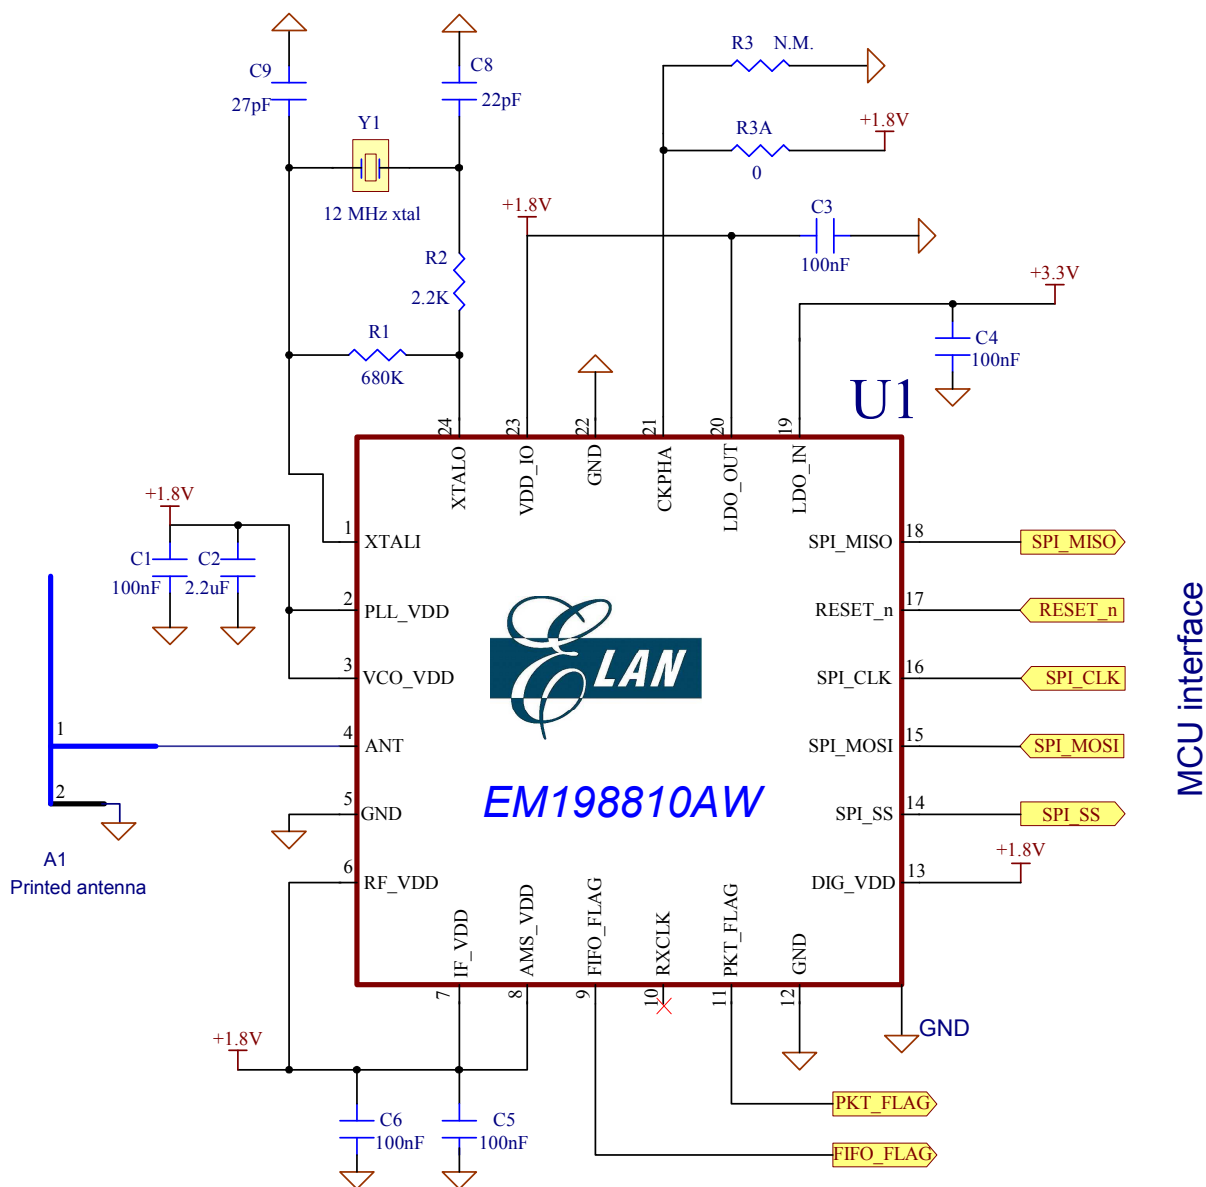 C9
27pF
C8
22pF
Y1
12 MHz xtal
R3 N.M.
R3A
0
+1.8V
+1.8V
C3
100nF
R2
2.2K
R1
680K
+3.3V
C4
100nF
U1
24
23
22
21
20
19
XTALO
VDD_IO
GND
CKPHA
LDO_OUT
LDO_IN
+1.8V
C1
100nF
C2
2.2uF
1
XTALI
2
PLL_VDD
3
VCO_VDD
4
ANT
5
GND
6
RF_VDD
1
2
A1
Printed antenna
ELAN
EM198810AW
SPI_MISO
18
SPI_MISO
RESET_n
17
RESET_n
SPI_CLK
16
SPI_CLK
SPI_MOSI
15
SPI_MOSI
SPI_SS
14
SPI_SS
DIG_VDD
13
+1.8V
MCU interface
IF_VDD
AMS_VDD
FIFO_FLAG
RXCLK
PKT_FLAG
GND
7
8
9
10
11
12
GND
+1.8V
C6
100nF
C5
100nF
PKT_FLAG
FIFO_FLAG